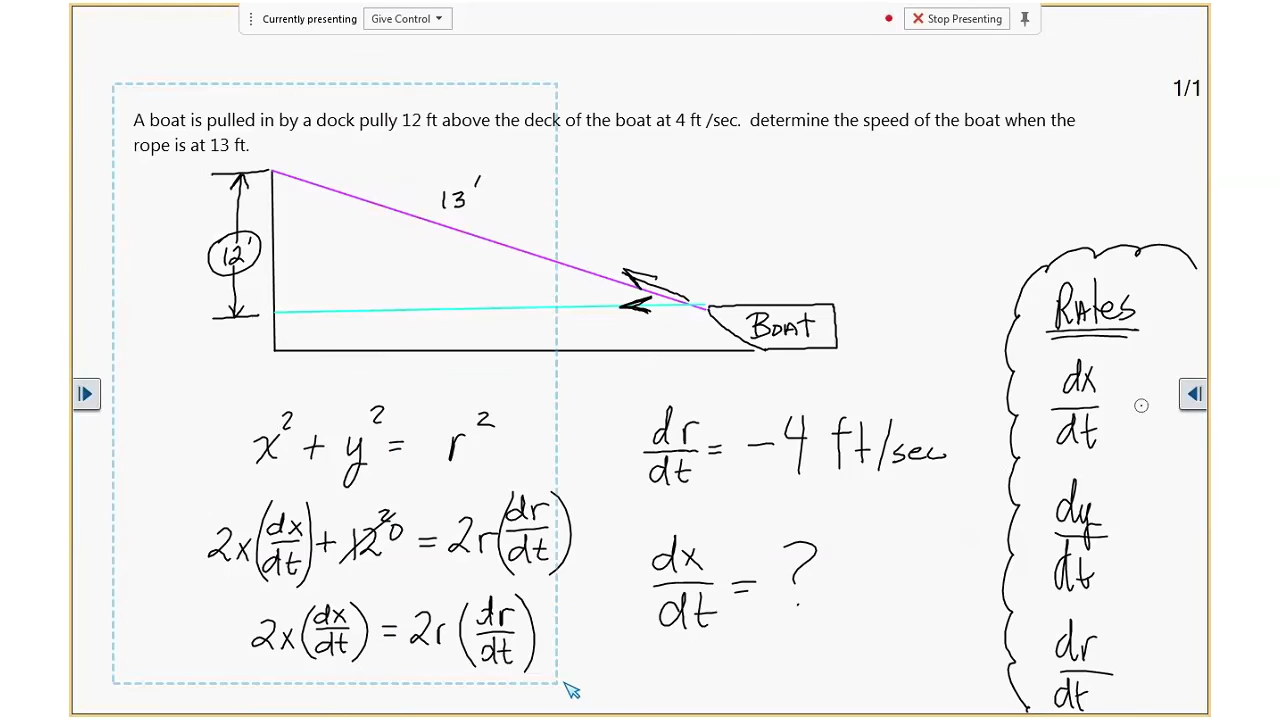 Currently presenting Give Control Stop Presenting
1/1
A boat is pulled in by a dock pully 12 ft above the deck of the boat at 4 ft /sec. determine the speed of the boat when the
rope is at 13 ft.
13'
12'
BOAT
Rates
dx/dt
x² + y² = r²
dr/dt = -4 ft/sec
dy/dt
2x(dx/dt) + 12² 0 = 2r(dr/dt)
dx/dt = ?
2x(dx/dt) = 2r(dr/dt)
dr/dt